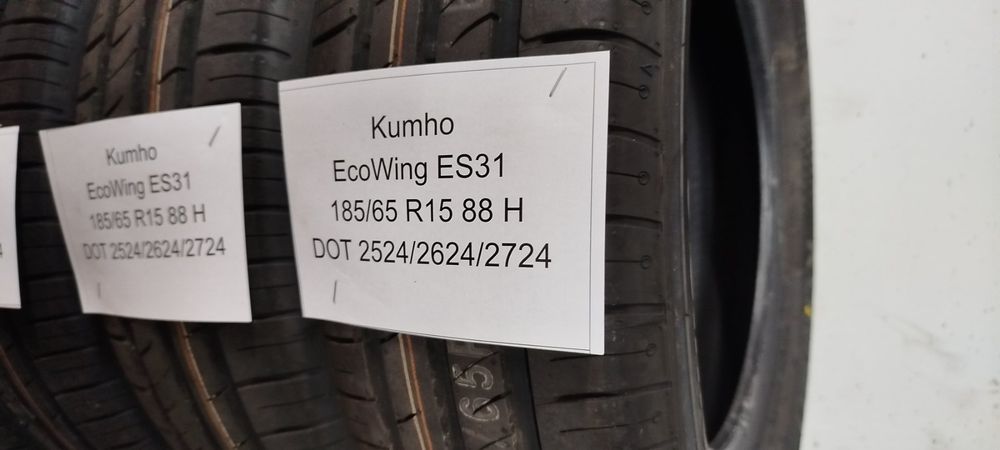 Kumho
EcoWing ES31
185/65 R15 88 H
DOT 2524/2624/2724
Kumho
EcoWing ES31
185/65 R15 88 H
DOT 2524/2624/2724